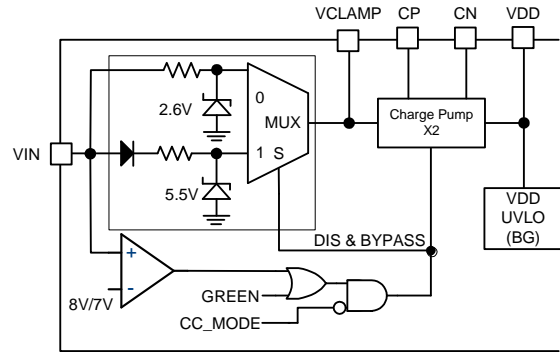 VCLAMP CP CN VDD
2.6V
0
MUX
Charge Pump
X2
VIN
1 S
5.5V
VDD
UVLO
(BG)
DIS & BYPASS
+
-
8V/7V
GREEN
CC_MODE